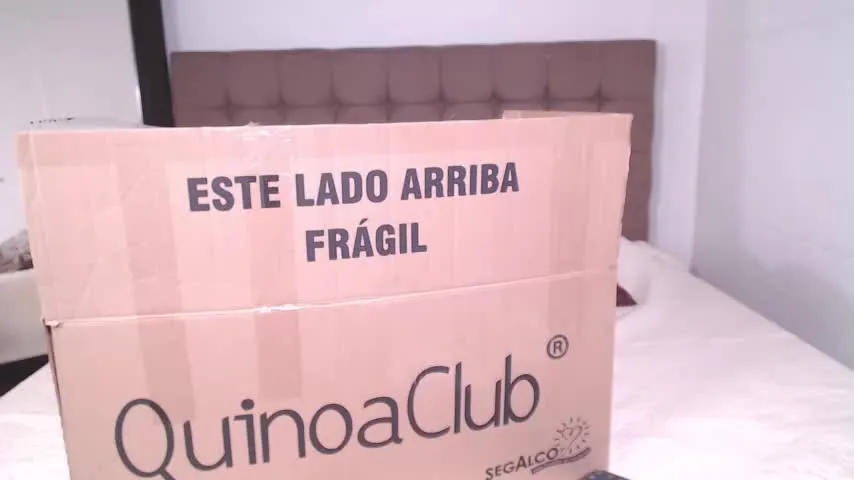 ESTE LADO ARRIBA
FRÁGIL
QuinoaClub®
SEGALCO